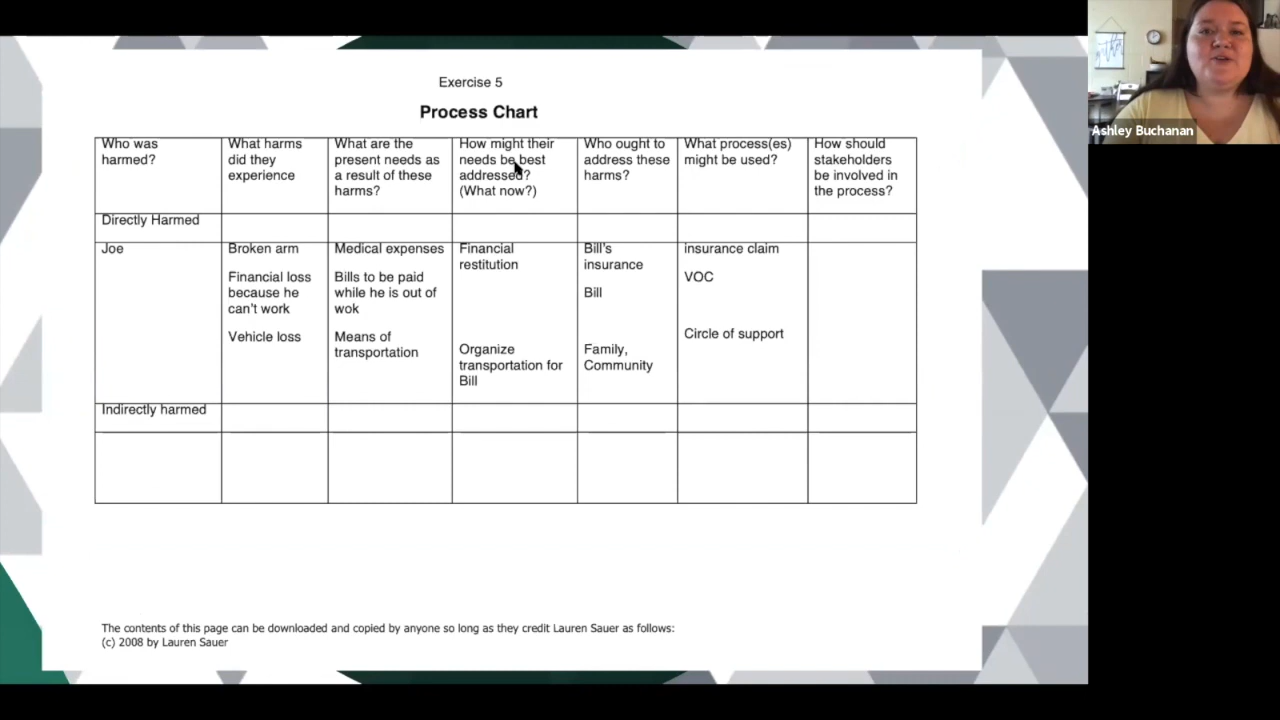 Exercise 5
Process Chart
Who was
harmed?
What harms
did they
experience
What are the
present needs as
a result of these
harms?
How might their
needs be best
addressed?
(What now?)
Who ought to
address these
harms?
What process(es)
might be used?
How should
stakeholders
be involved in
the process?
Directly Harmed
Joe
Broken arm
Financial loss
because he
can't work
Vehicle loss
Medical expenses
Bills to be paid
while he is out of
wok
Means of
transportation
Financial
restitution
Organize
transportation for
Bill
Bill's
insurance
Bill
Family,
Community
insurance claim
VOC
Circle of support
Indirectly harmed
The contents of this page can be downloaded and copied by anyone so long as they credit Lauren Sauer as follows:
(c) 2008 by Lauren Sauer
Ashley Buchanan